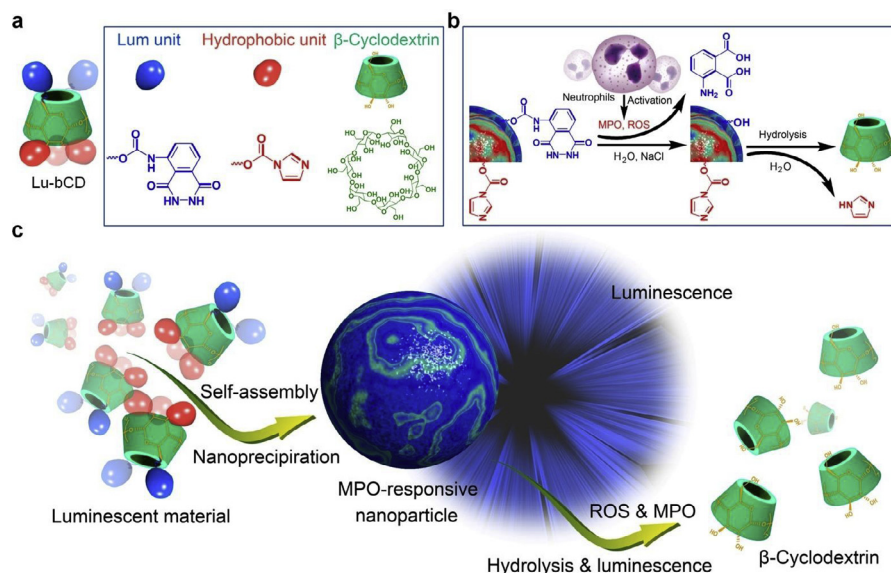 a
Lum unit
Hydrophobic unit
β-Cyclodextrin
Lu-bCD
b
Neutrophils
Activation
MPO, ROS
H₂O, NaCl
Hydrolysis
H₂O
c
Luminescence
Self-assembly
Nanoprecipiration
Luminescent material
MPO-responsive
nanoparticle
ROS & MPO
Hydrolysis & luminescence
β-Cyclodextrin